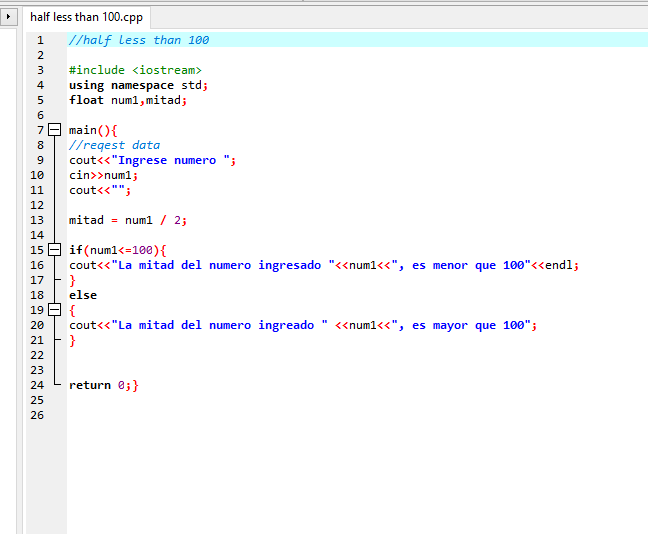 half less than 100.cpp
1 //half less than 100
2
3 #include <iostream>
4 using namespace std;
5 float num1,mitad;
6
7 main(){
8 //reqest data
9 cout<<"Ingrese numero ";
10 cin>>num1;
11 cout<<"";
12
13 mitad = num1 / 2;
14
15 if(num1<=100){
16 cout<<"La mitad del numero ingresado "<<num1<<", es menor que 100"<<endl;
17 }
18 else
19 {
20 cout<<"La mitad del numero ingreado " <<num1<<", es mayor que 100";
21 }
22
23
24 return 0;}
25
26